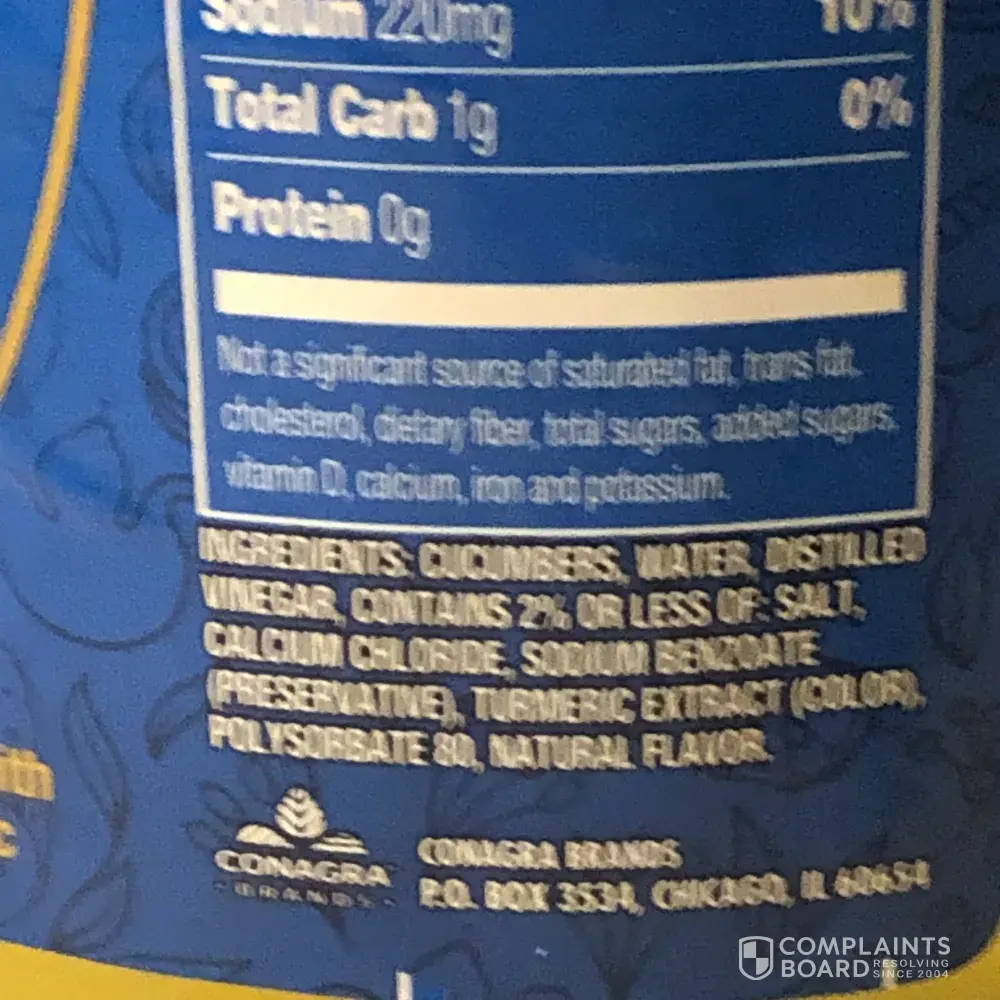 Sodium 220mg 10%
Total Carb 1g 0%
Protein 0g
Not a significant source of saturated fat, trans fat,
cholesterol, dietary fiber, total sugars, added sugars,
vitamin D, calcium, iron and potassium.
INGREDIENTS: CUCUMBERS, WATER, DISTILLED
VINEGAR, CONTAINS 2% OR LESS OF: SALT,
CALCIUM CHLORIDE, SODIUM BENZOATE
(PRESERVATIVE), TURMERIC EXTRACT (COLOR),
POLYSORBATE 80, NATURAL FLAVOR.
CONAGRA
BRANDS
CONAGRA BRANDS
P.O. BOX 3534, CHICAGO, IL 60654
COMPLAINTS
BOARD RESOLVING
SINCE 2004